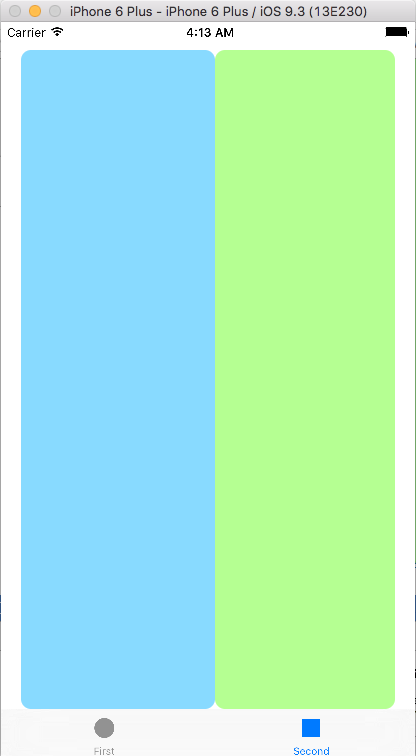 iPhone 6 Plus - iPhone 6 Plus / iOS 9.3 (13E230)
Carrier 4:13 AM
First Second